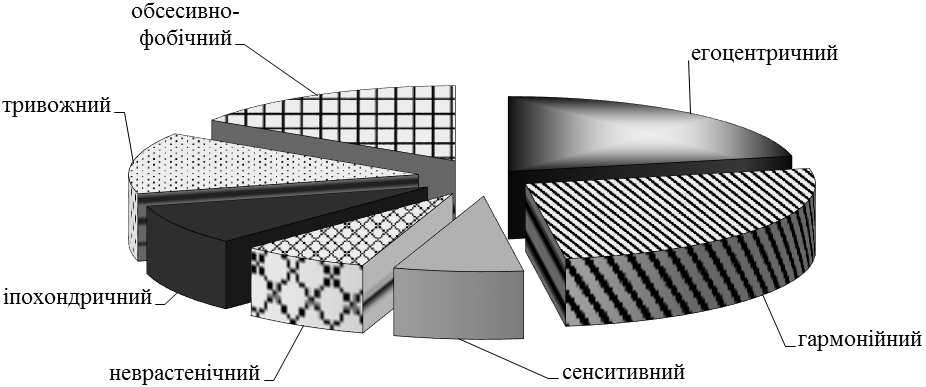 обсесивно-
фобічний
егоцентричний
тривожний
іпохондричний
гармонійний
неврастенічний
сенситивний